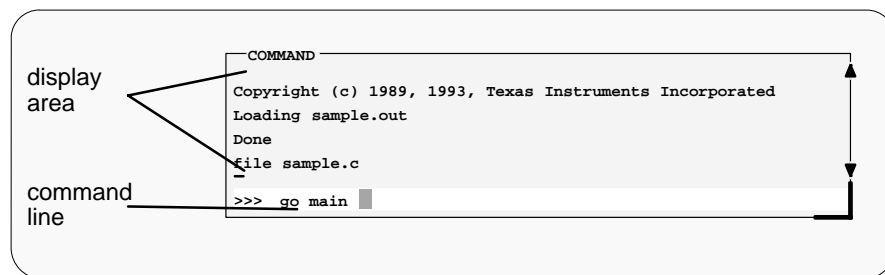 COMMAND
display
area
Copyright (c) 1989, 1993, Texas Instruments Incorporated
Loading sample.out
Done
file sample.c
command
line
>>> go main